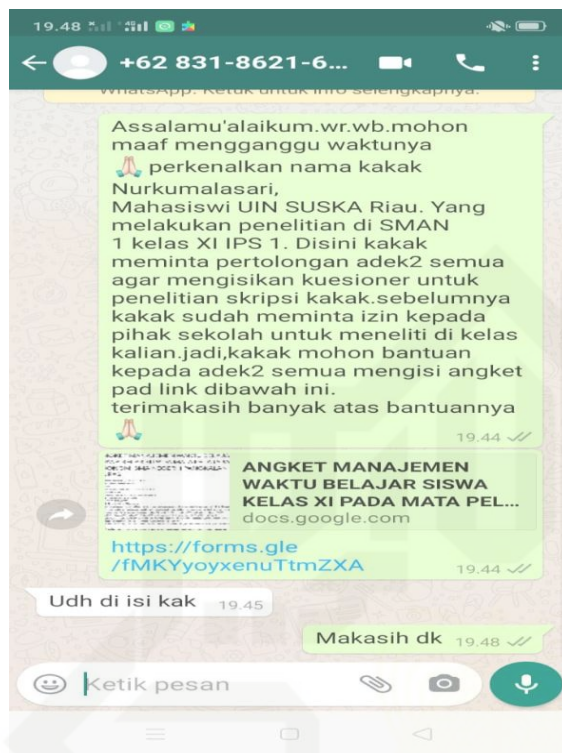 19.48
+62 831-8621-6...
WhatsApp. Ketuk untuk info selengkapnya.
Assalamu'alaikum.wr.wb.mohon
maaf mengganggu waktunya
🙏🏻 perkenalkan nama kakak
Nurkumalasari,
Mahasiswi UIN SUSKA Riau. Yang
melakukan penelitian di SMAN
1 kelas XI IPS 1. Disini kakak
meminta pertolongan adek2 semua
agar mengisikan kuesioner untuk
penelitian skripsi kakak.sebelumnya
kakak sudah meminta izin kepada
pihak sekolah untuk meneliti di kelas
kalian.jadi,kakak mohon bantuan
kepada adek2 semua mengisi angket
pad link dibawah ini.
terimakasih banyak atas bantuannya
🙏🏻
19.44
ANGKET MANAJEMEN
WAKTU BELAJAR SISWA
KELAS XI PADA MATA PEL...
docs.google.com
https://forms.gle
/fMKYyoyxenuTtmZXA
19.44
Udh di isi kak 19.45
Makasih dk 19.48
Ketik pesan